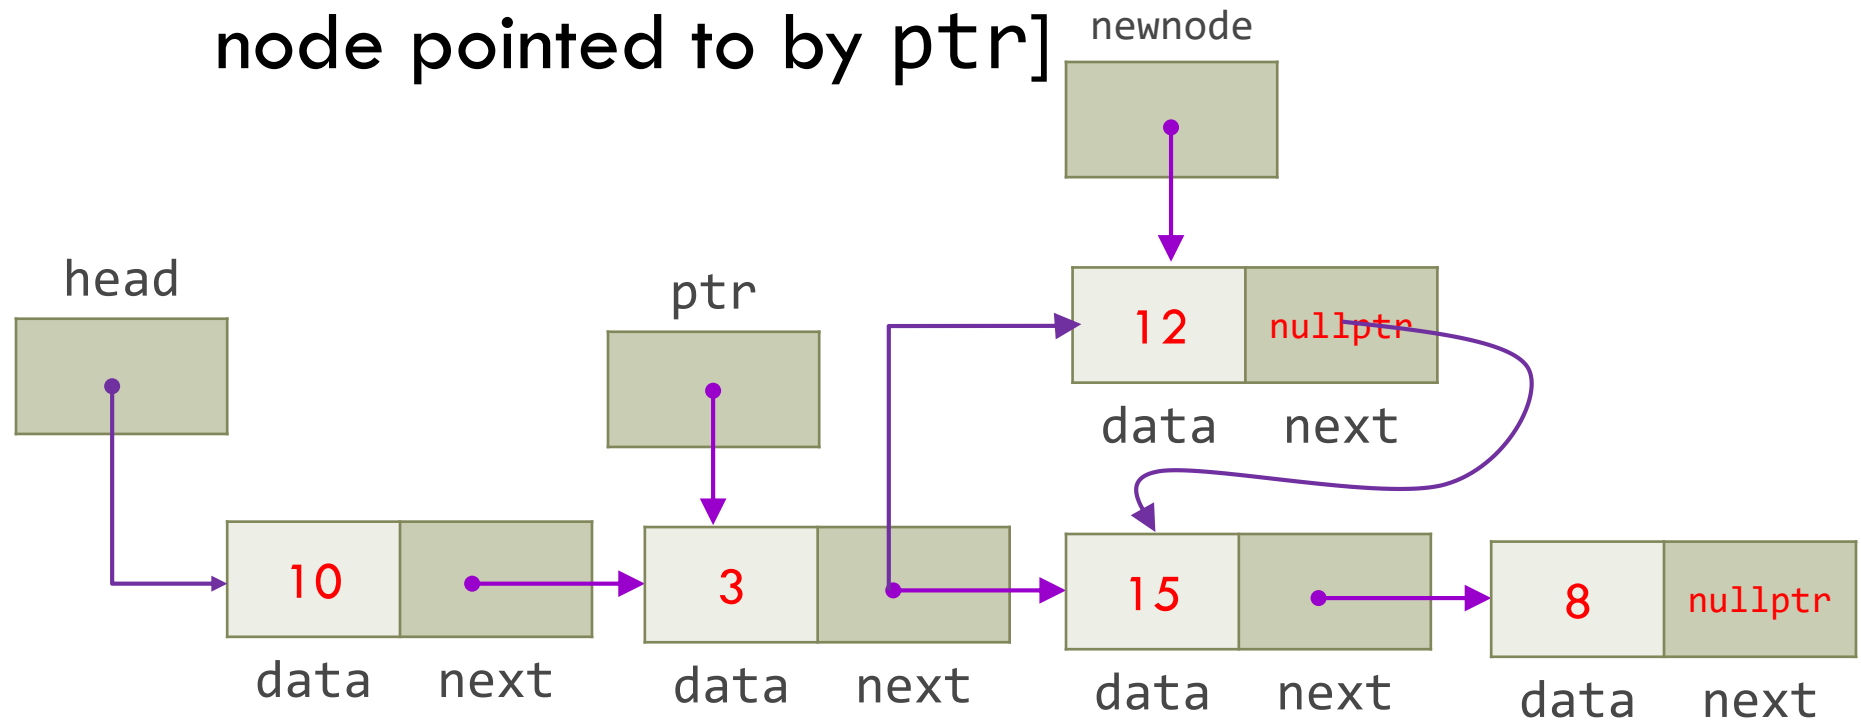 node pointed to by ptr]
newnode
head
ptr
12 nullptr
data next
10
3
15
8 nullptr
data next
data next
data next
data next